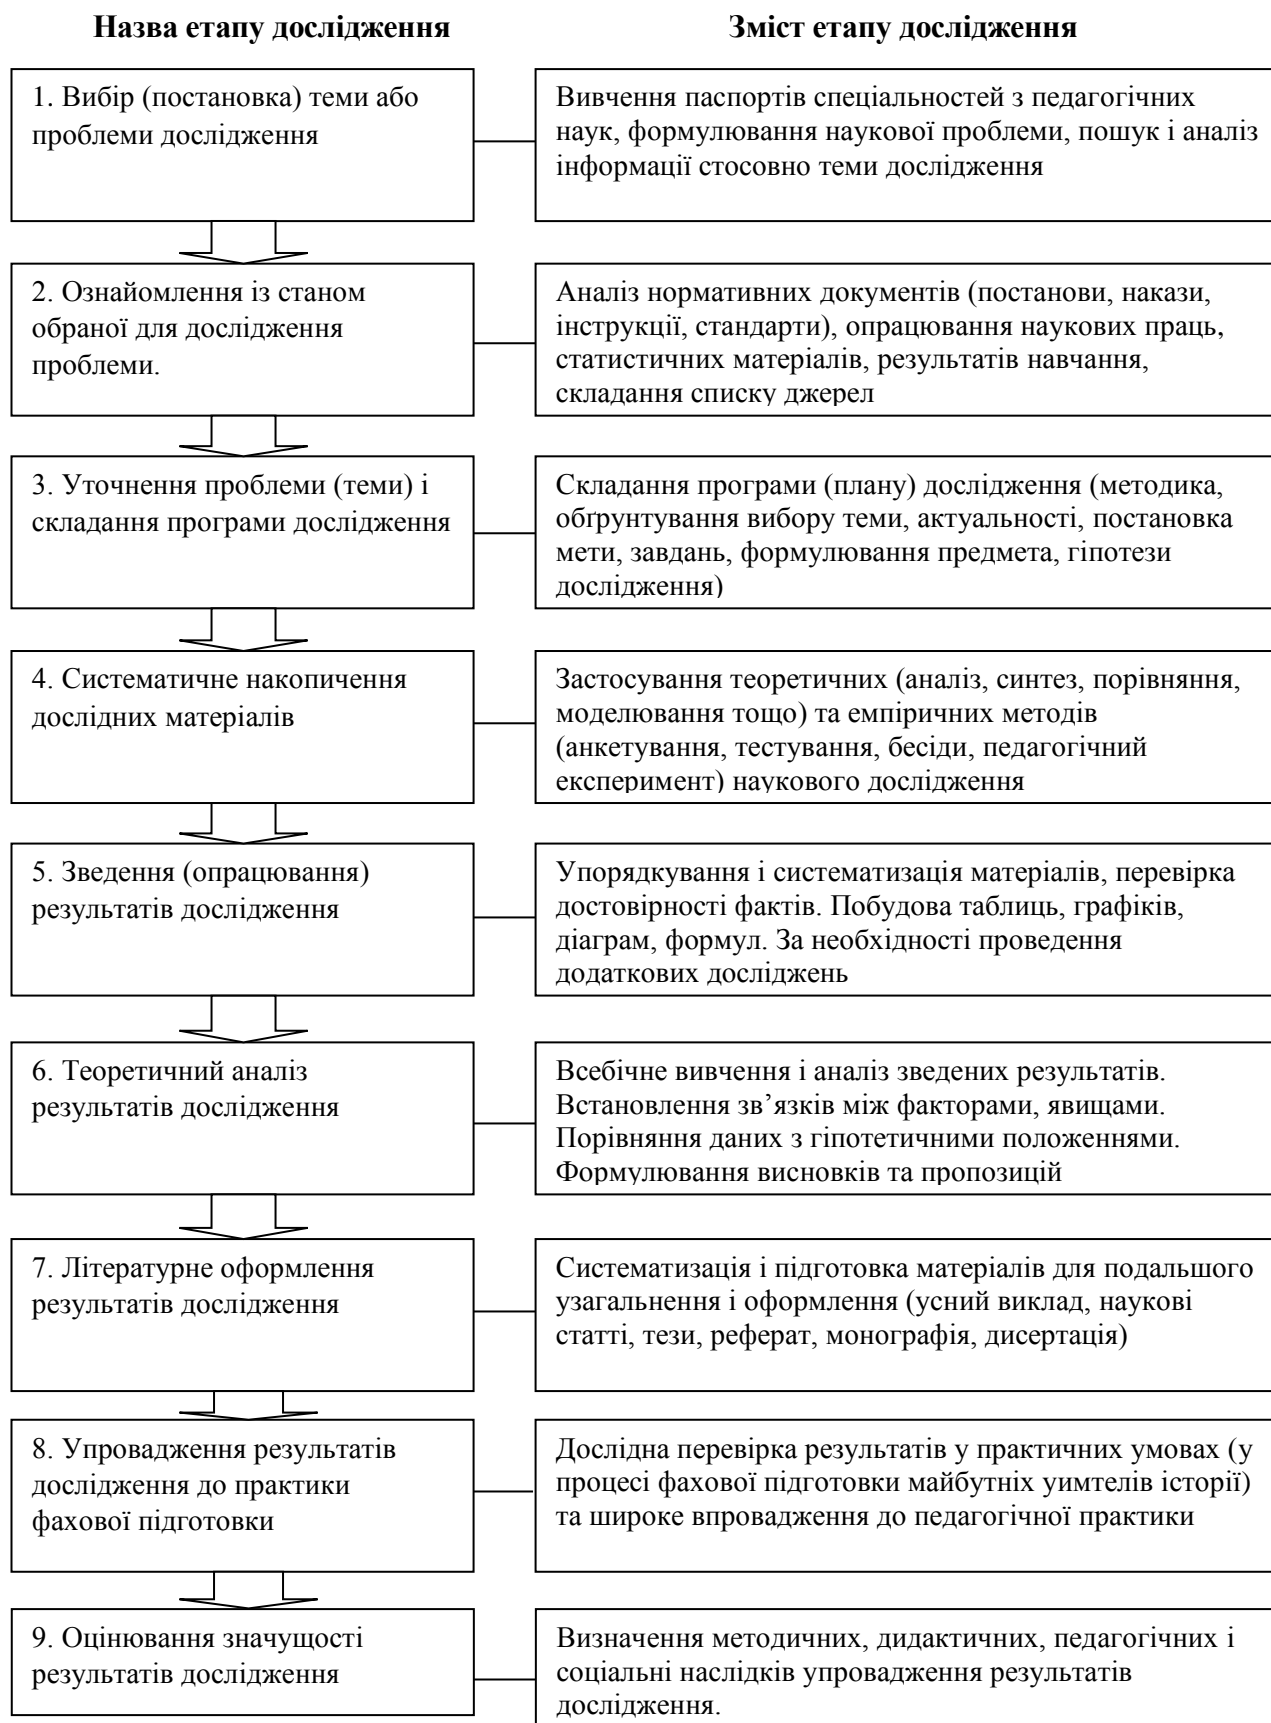 Назва етапу дослідження
Зміст етапу дослідження
1. Вибір (постановка) теми або
проблеми дослідження
Вивчення паспортів спеціальностей з педагогічних
наук, формулювання наукової проблеми, пошук і аналіз
інформації стосовно теми дослідження
2. Ознайомлення із станом
обраної для дослідження
проблеми.
Аналіз нормативних документів (постанови, накази,
інструкції, стандарти), опрацювання наукових праць,
статистичних матеріалів, результатів навчання,
складання списку джерел
3. Уточнення проблеми (теми) і
складання програми дослідження
Складання програми (плану) дослідження (методика,
обґрунтування вибору теми, актуальності, постановка
мети, завдань, формулювання предмета, гіпотези
дослідження)
4. Систематичне накопичення
дослідних матеріалів
Застосування теоретичних (аналіз, синтез, порівняння,
моделювання тощо) та емпіричних методів
(анкетування, тестування, бесіди, педагогічний
експеримент) наукового дослідження
5. Зведення (опрацювання)
результатів дослідження
Упорядкування і систематизація матеріалів, перевірка
достовірності фактів. Побудова таблиць, графіків,
діаграм, формул. За необхідності проведення
додаткових досліджень
6. Теоретичний аналіз
результатів дослідження
Всебічне вивчення і аналіз зведених результатів.
Встановлення зв’язків між факторами, явищами.
Порівняння даних з гіпотетичними положеннями.
Формулювання висновків та пропозицій
7. Літературне оформлення
результатів дослідження
Систематизація і підготовка матеріалів для подальшого
узагальнення і оформлення (усний виклад, наукові
статті, тези, реферат, монографія, дисертація)
8. Упровадження результатів
дослідження до практики
фахової підготовки
Дослідна перевірка результатів у практичних умовах (у
процесі фахової підготовки майбутніх уимтелів історії)
та широке впровадження до педагогічної практики
9. Оцінювання значущості
результатів дослідження
Визначення методичних, дидактичних, педагогічних і
соціальні наслідків упровадження результатів
дослідження.